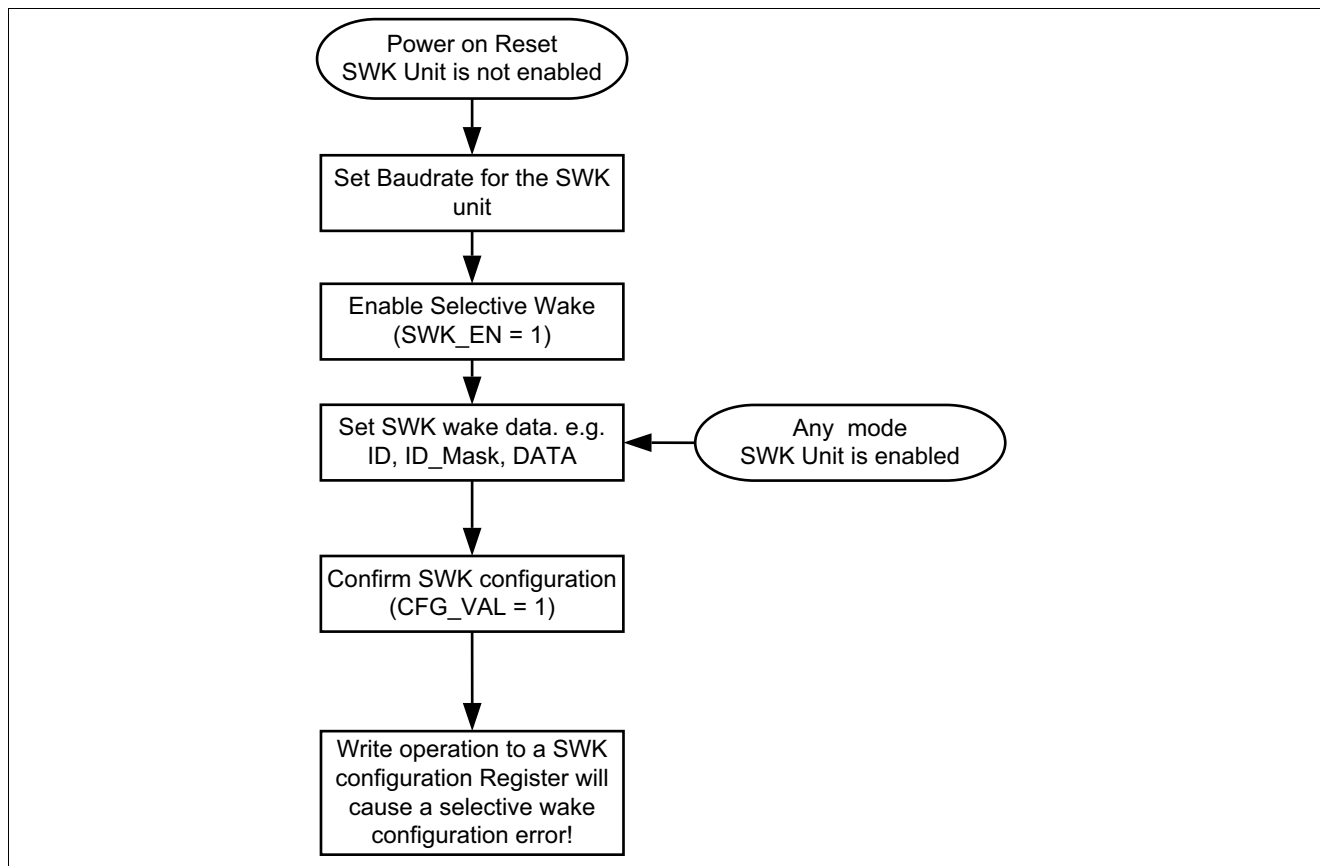 Power on Reset
SWK Unit is not enabled
Set Baudrate for the SWK
unit
Enable Selective Wake
(SWK_EN = 1)
Set SWK wake data. e.g.
ID, ID_Mask, DATA
Any mode
SWK Unit is enabled
Confirm SWK configuration
(CFG_VAL = 1)
Write operation to a SWK
configuration Register will
cause a selective wake
configuration error!